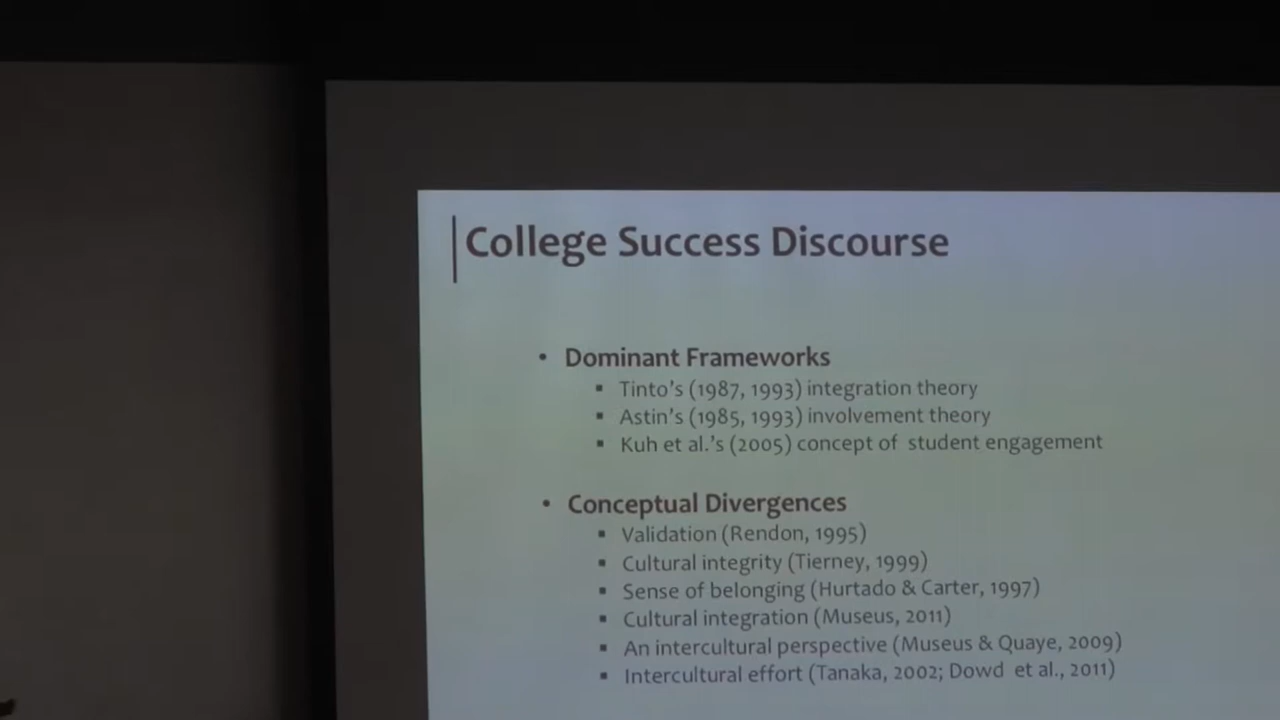 College Success Discourse
• Dominant Frameworks
▪ Tinto's (1987, 1993) integration theory
▪ Astin's (1985, 1993) involvement theory
▪ Kuh et al.'s (2005) concept of student engagement
• Conceptual Divergences
▪ Validation (Rendon, 1995)
▪ Cultural integrity (Tierney, 1999)
▪ Sense of belonging (Hurtado & Carter, 1997)
▪ Cultural integration (Museus, 2011)
▪ An intercultural perspective (Museus & Quaye, 2009)
▪ Intercultural effort (Tanaka, 2002; Dowd et al., 2011)